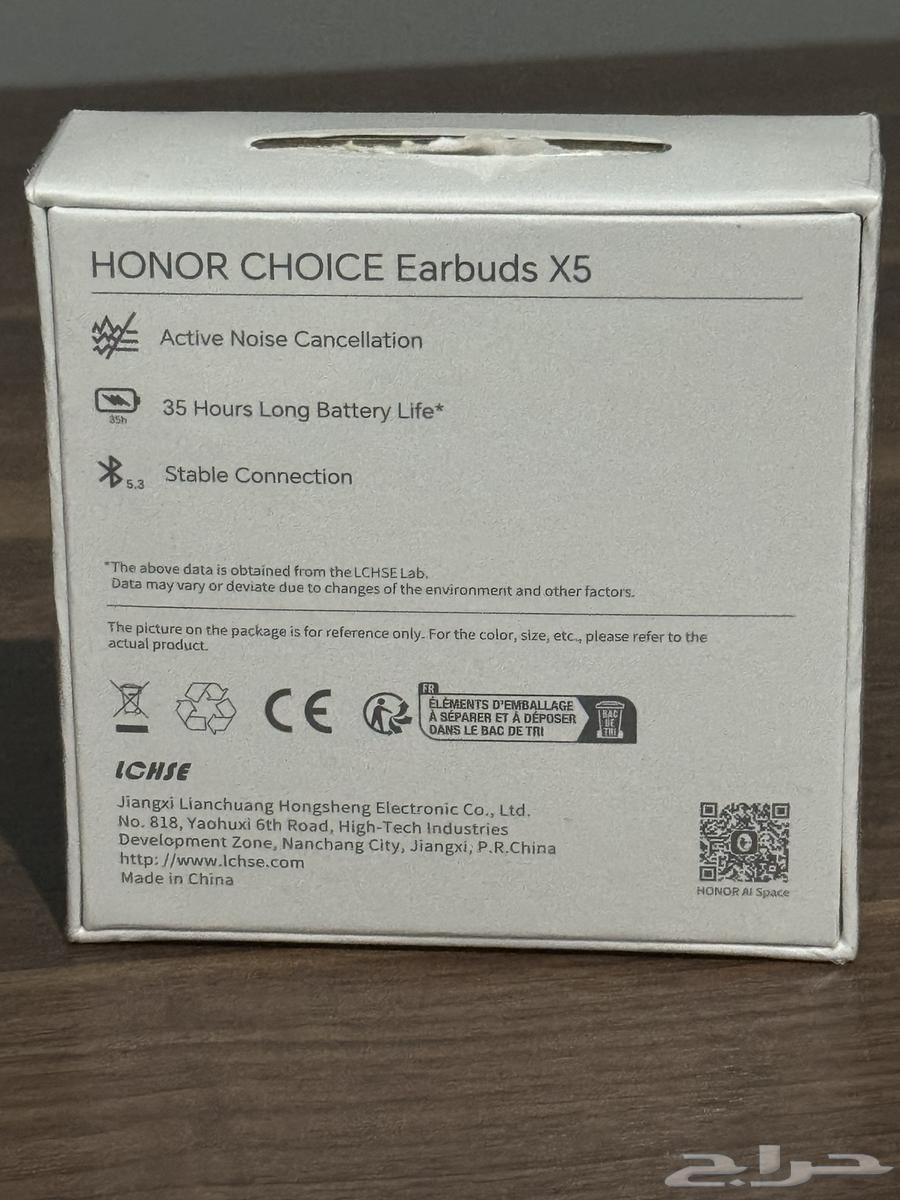 HONOR CHOICE Earbuds X5
Active Noise Cancellation
35h
35 Hours Long Battery Life*
5.3
Stable Connection
*The above data is obtained from the LCHSE Lab.
Data may vary or deviate due to changes of the environment and other factors.
The picture on the package is for reference only. For the color, size, etc., please refer to the
actual product.
CE
FR
ÉLÉMENTS D'EMBALLAGE
À SÉPARER ET À DÉPOSER
DANS LE BAC DE TRI
BAC
DE
TRI
LCHSE
Jiangxi Lianchuang Hongsheng Electronic Co., Ltd.
No. 818, Yaohuxi 6th Road, High-Tech Industries
Development Zone, Nanchang City, Jiangxi, P.R.China
http: //www.lchse.com
Made in China
HONOR AI Space
حراج